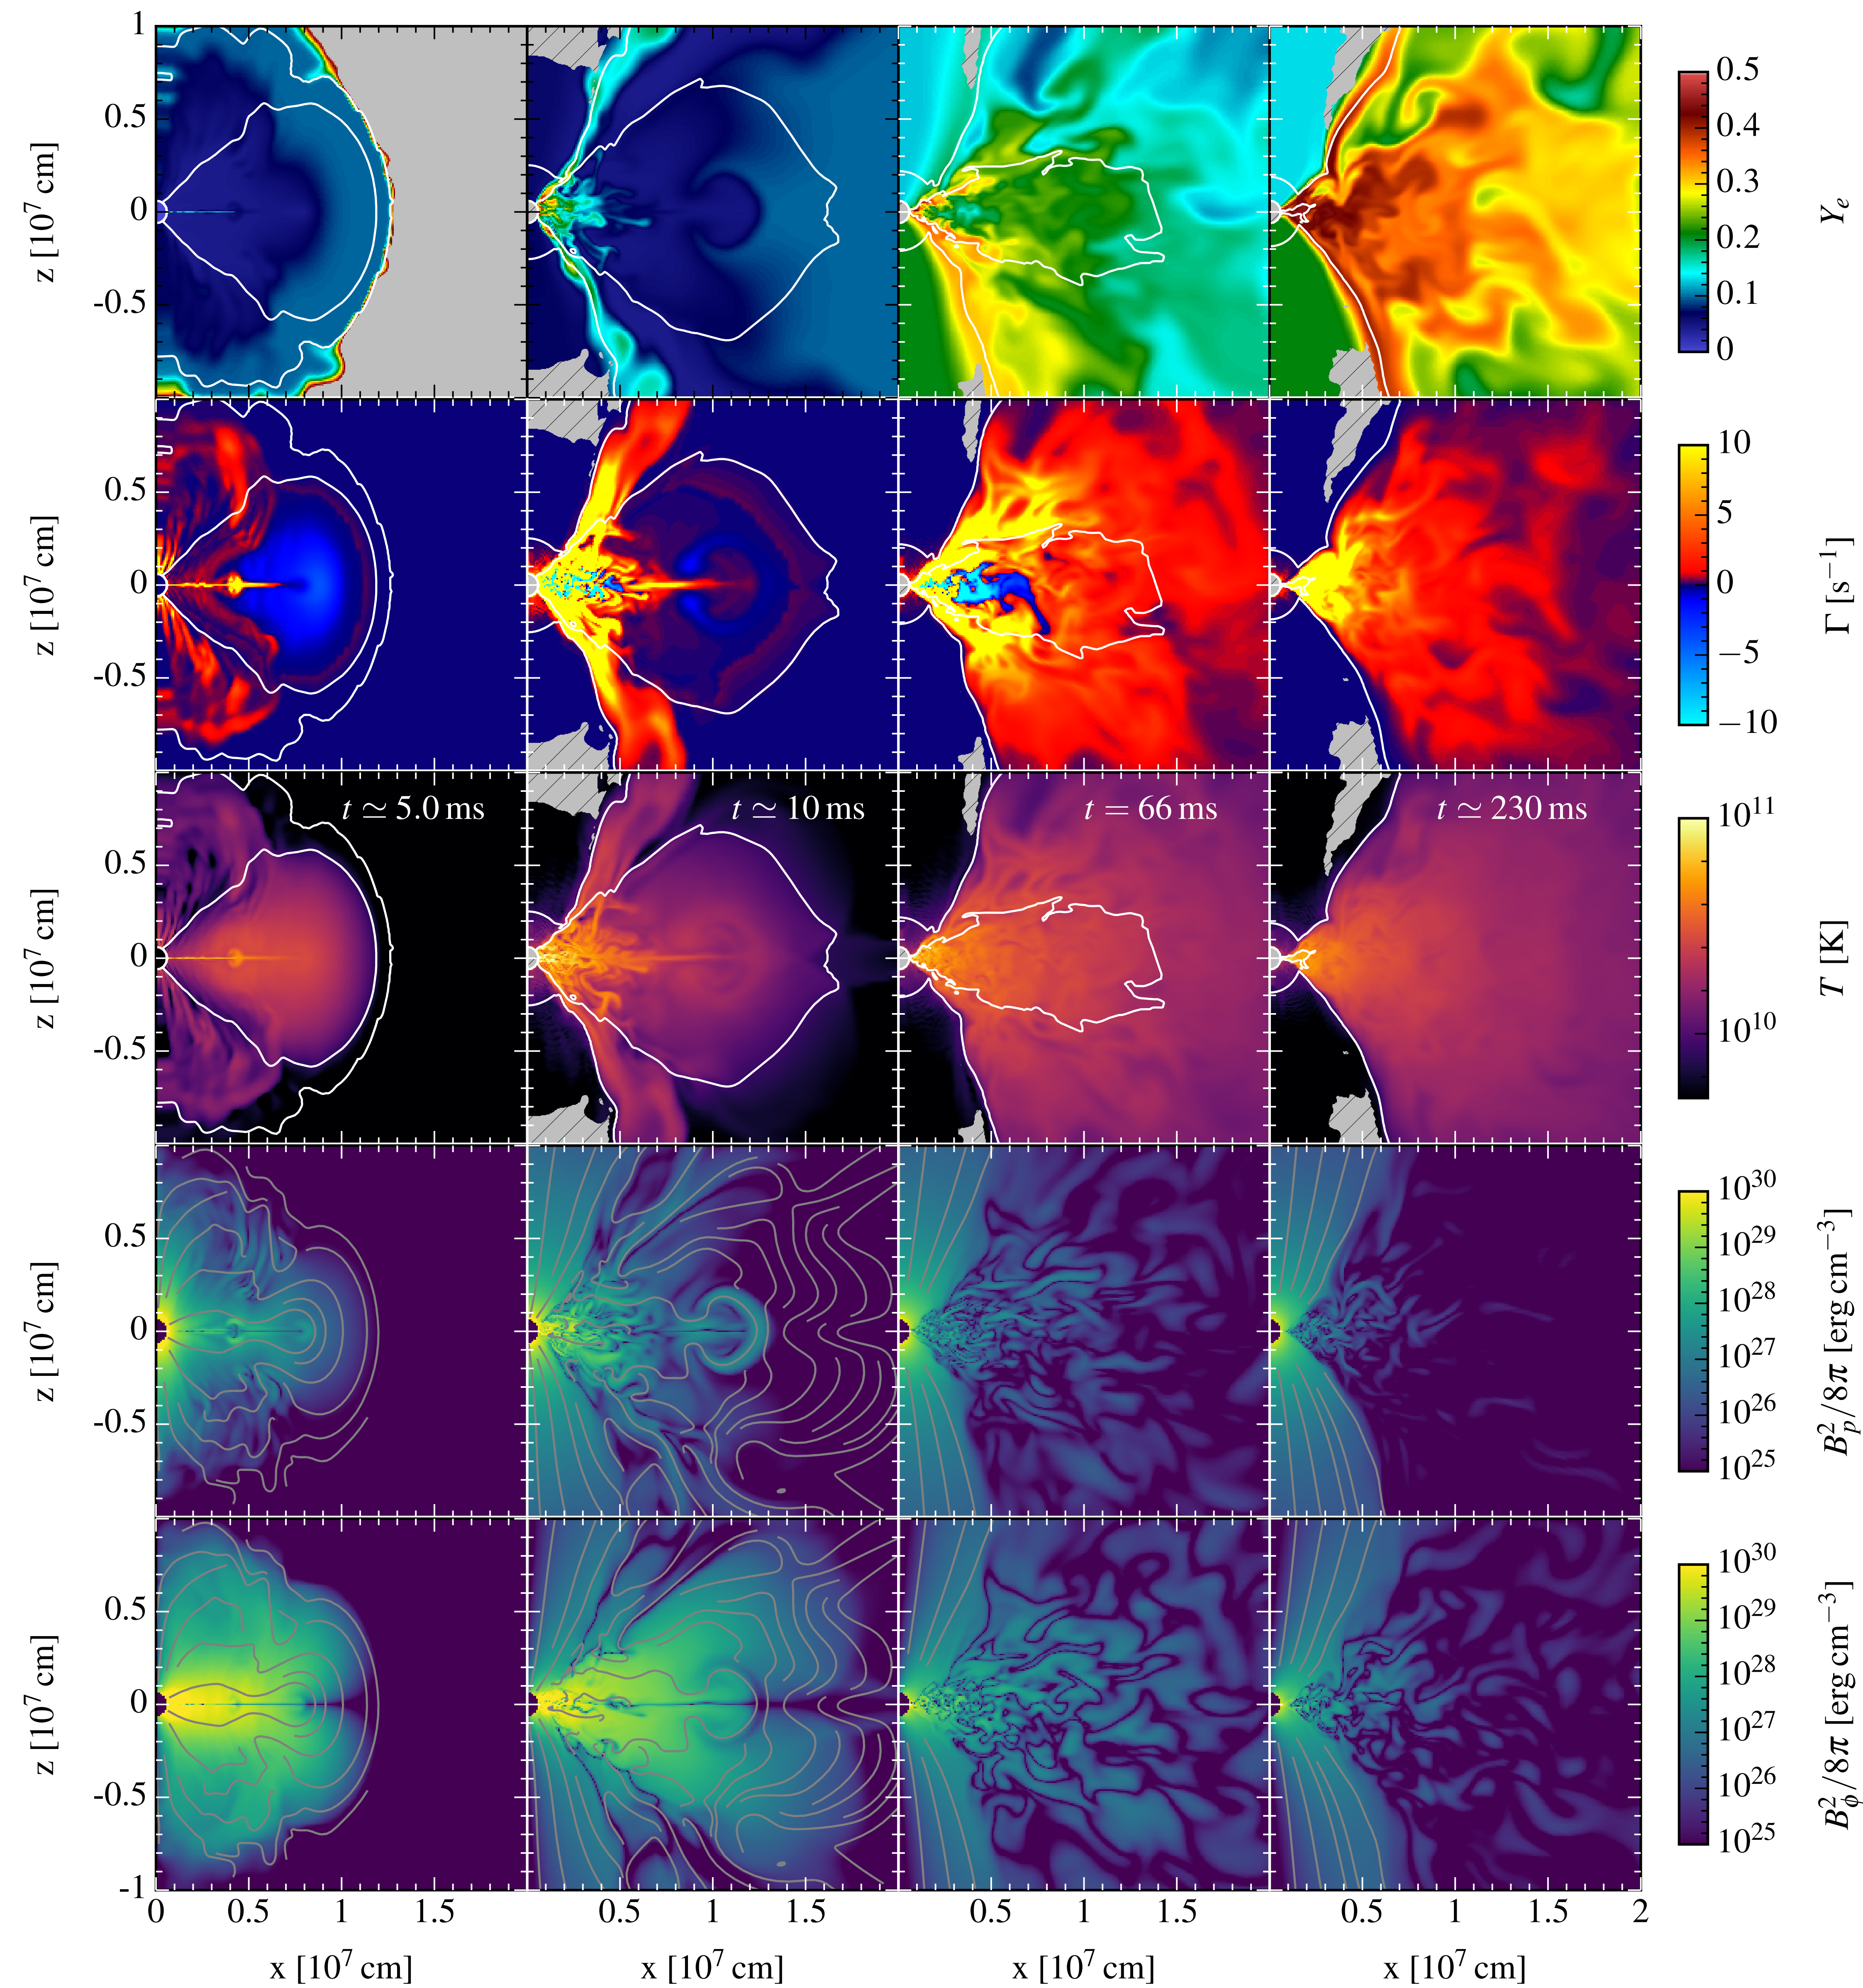 1
0.5
0
-0.5
z [10^7 cm]
0.5
0.4
0.3
0.2
0.1
0
Y_e
0.5
0
-0.5
z [10^7 cm]
10
5
0
−5
−10
Γ [s^−1]
t ≃ 5.0 ms
t ≃ 10 ms
t = 66 ms
t ≃ 230 ms
0.5
0
-0.5
z [10^7 cm]
10^11
10^10
T [K]
0.5
0
-0.5
z [10^7 cm]
10^30
10^29
10^28
10^27
10^26
10^25
B_p^2/8π [erg cm^−3]
0.5
0
-0.5
-1
z [10^7 cm]
10^30
10^29
10^28
10^27
10^26
10^25
B_ϕ^2/8π [erg cm^−3]
0 0.5 1 1.5 0.5 1 1.5 0.5 1 1.5 0.5 1 1.5 2
x [10^7 cm] x [10^7 cm] x [10^7 cm] x [10^7 cm]